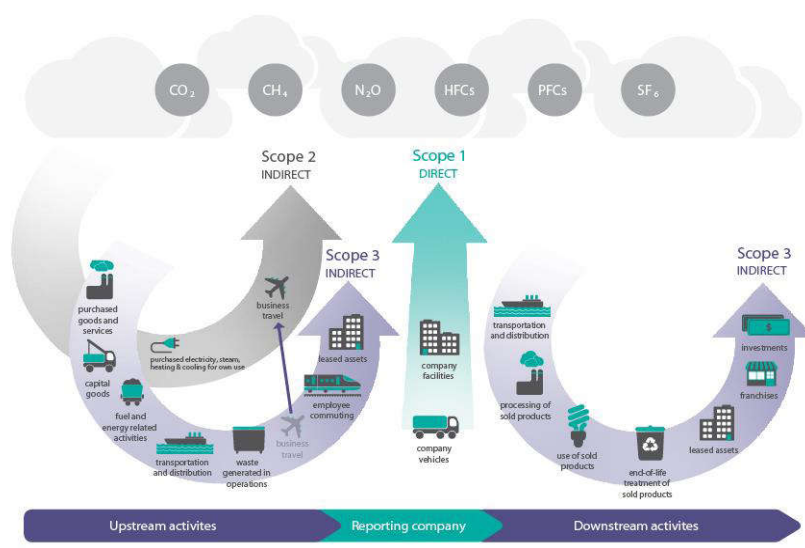 CO₂
CH₄
N₂O
HFCs
PFCs
SF₆
Scope 2
INDIRECT
Scope 1
DIRECT
Scope 3
INDIRECT
Scope 3
INDIRECT
purchased
goods and
services
capital
goods
fuel and
energy related
activities
purchased electricity, steam,
heating & cooling for own use
transportation
and distribution
waste
generated in
operations
business
travel
business
travel
employee
commuting
leased assets
company
facilities
company
vehicles
transportation
and distribution
processing of
sold products
use of sold
products
end-of-life
treatment of
sold products
leased assets
franchises
investments
$
Upstream activites
Reporting company
Downstream activites